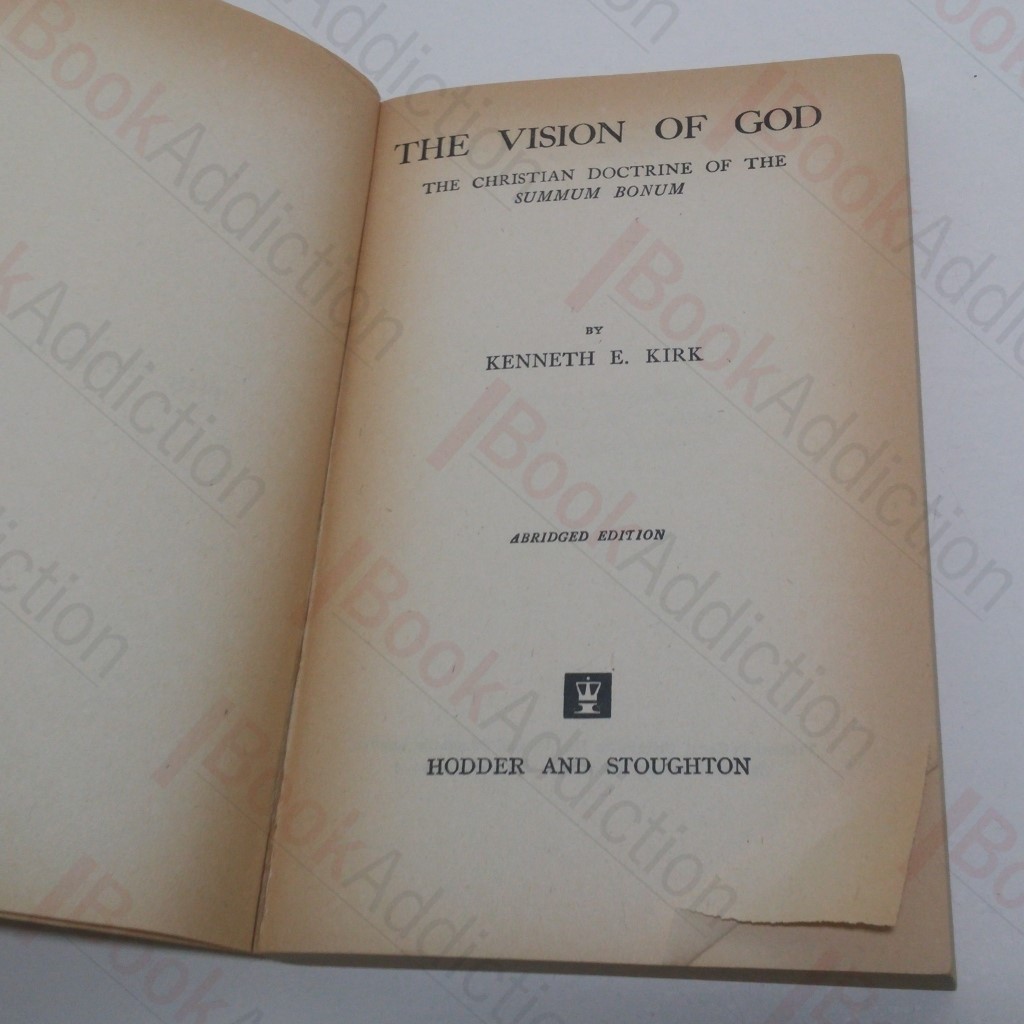 THE VISION OF GOD
THE CHRISTIAN DOCTRINE OF THE
SUMMUM BONUM
BY
KENNETH E. KIRK
ABRIDGED EDITION
HODDER AND STOUGHTON
BookAddiction